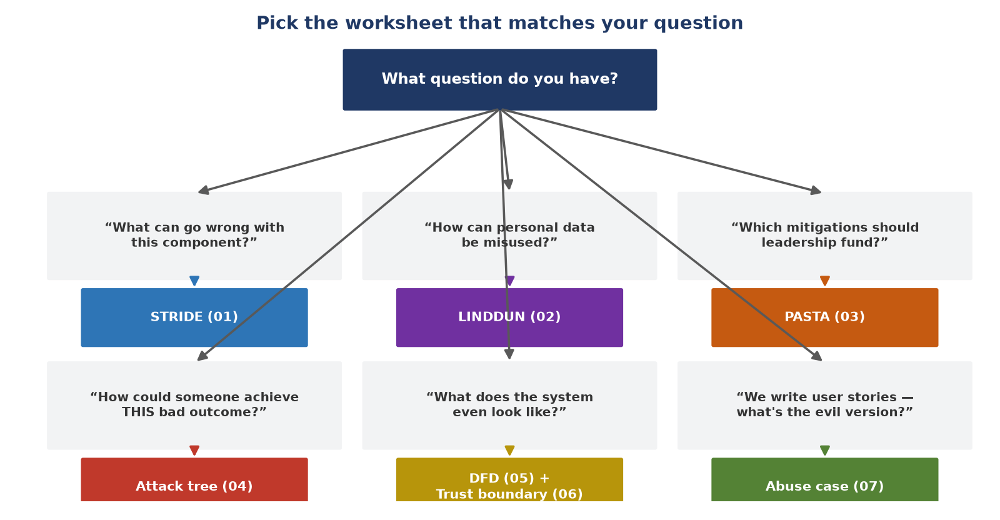 Pick the worksheet that matches your question
What question do you have?
“What can go wrong with
this component?”
“How can personal data
be misused?”
“Which mitigations should
leadership fund?”
STRIDE (01)
LINDDUN (02)
PASTA (03)
“How could someone achieve
THIS bad outcome?”
“What does the system
even look like?”
“We write user stories —
what's the evil version?”
Attack tree (04)
DFD (05) +
Trust boundary (06)
Abuse case (07)